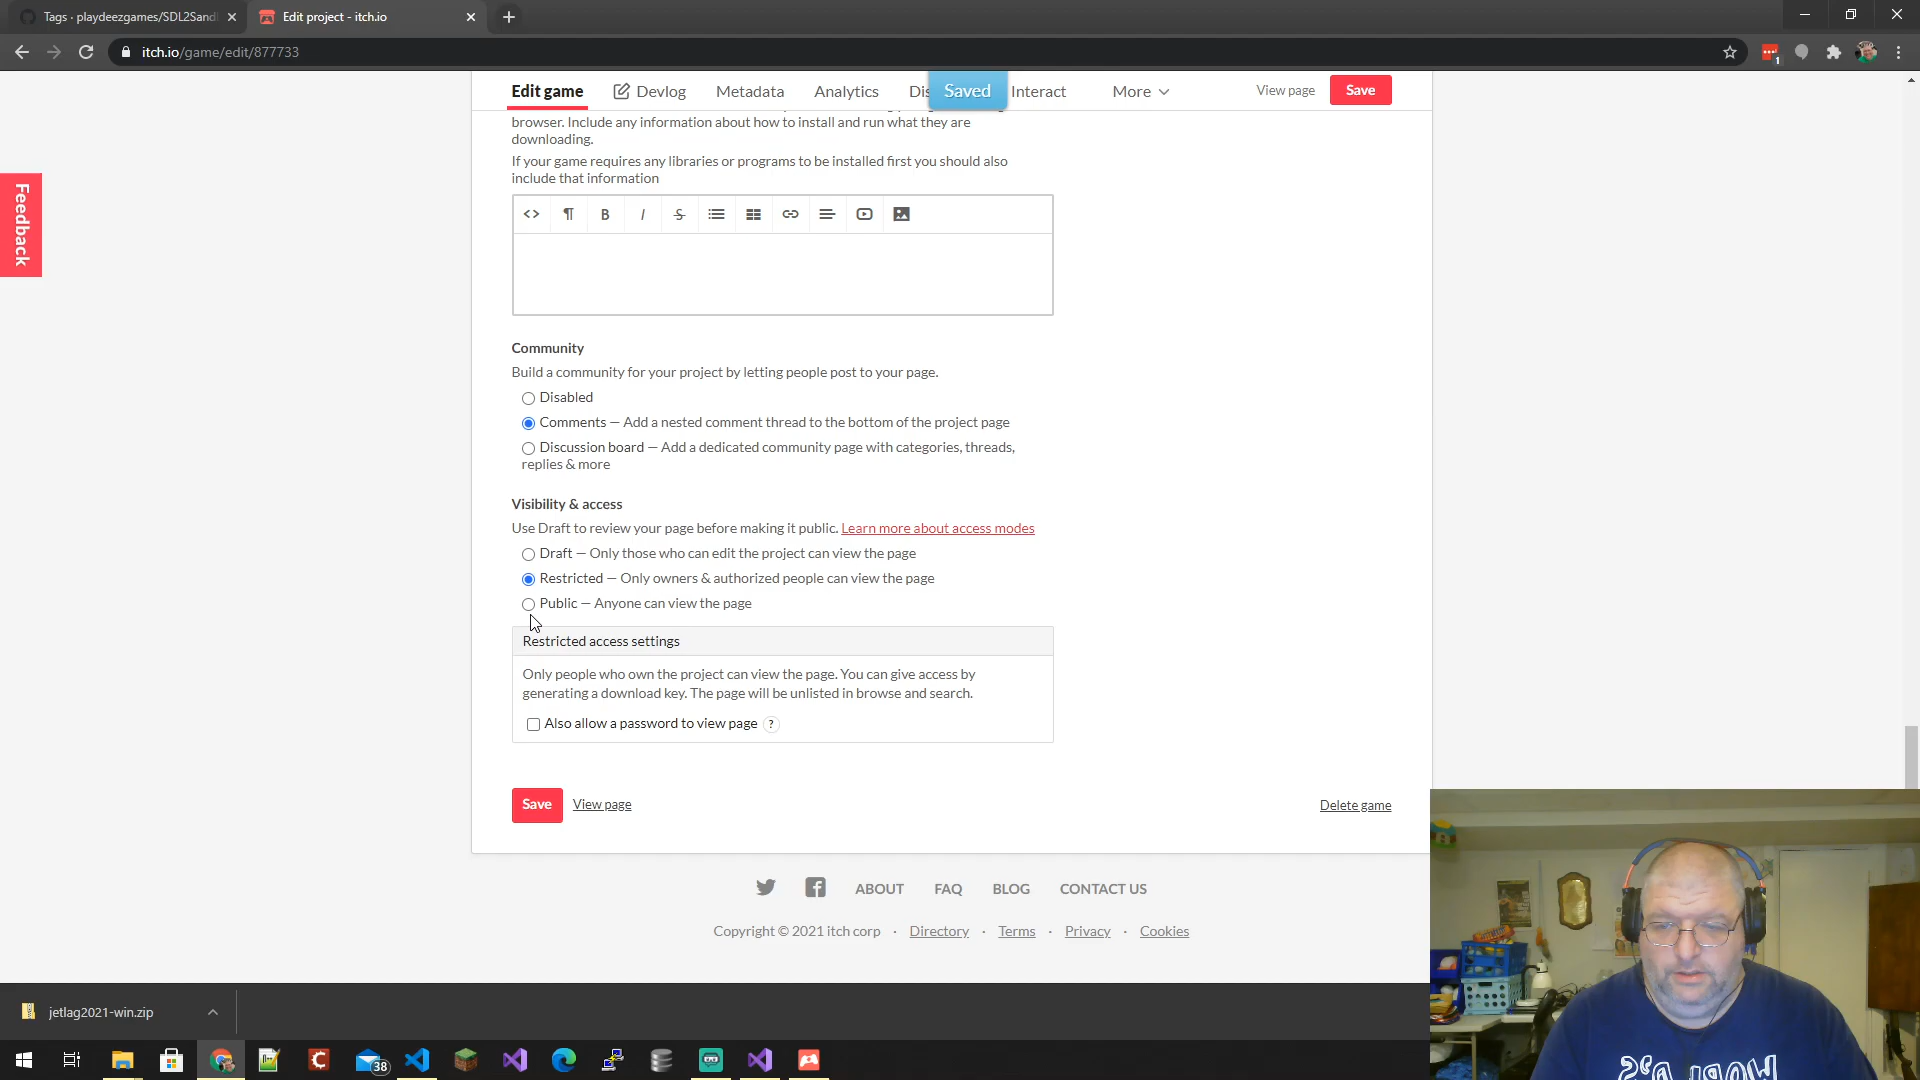 Tags · playdeezgames/SDL2Sand
Edit project - itch.io
itch.io/game/edit/877733
1
Edit game
Devlog
Metadata
Analytics
Dis
Saved
Interact
More
View page
Save
browser. Include any information about how to install and run what they are
downloading.
If your game requires any libraries or programs to be installed first you should also
include that information
Feedback
Community
Build a community for your project by letting people post to your page.
Disabled
Comments — Add a nested comment thread to the bottom of the project page
Discussion board — Add a dedicated community page with categories, threads,
replies & more
Visibility & access
Use Draft to review your page before making it public. Learn more about access modes
Draft — Only those who can edit the project can view the page
Restricted — Only owners & authorized people can view the page
Public — Anyone can view the page
Restricted access settings
Only people who own the project can view the page. You can give access by
generating a download key. The page will be unlisted in browse and search.
Also allow a password to view page ?
Save
View page
Delete game
ABOUT
FAQ
BLOG
CONTACT US
Copyright © 2021 itch corp · Directory · Terms · Privacy · Cookies
jetlag2021-win.zip
38